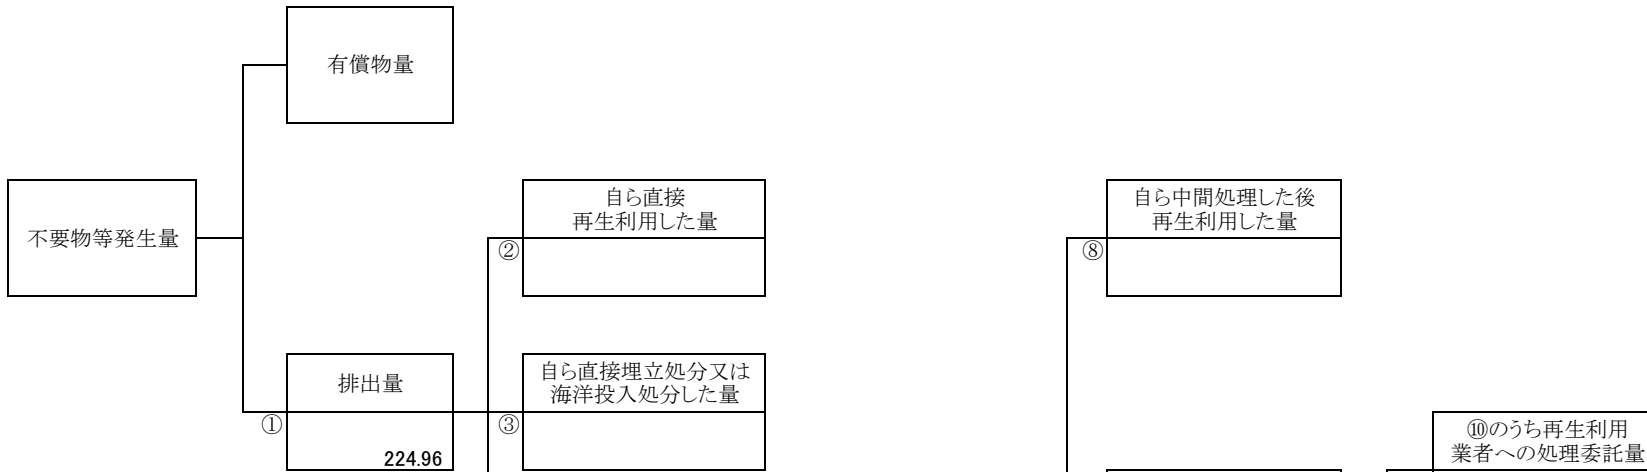 有償物量
不要物等発生量
自ら直接
再生利用した量
②
自ら中間処理した後
再生利用した量
⑧
排出量
①
224.96
自ら直接埋立処分又は
海洋投入処分した量
③
⑩のうち再生利用
業者への処理委託量